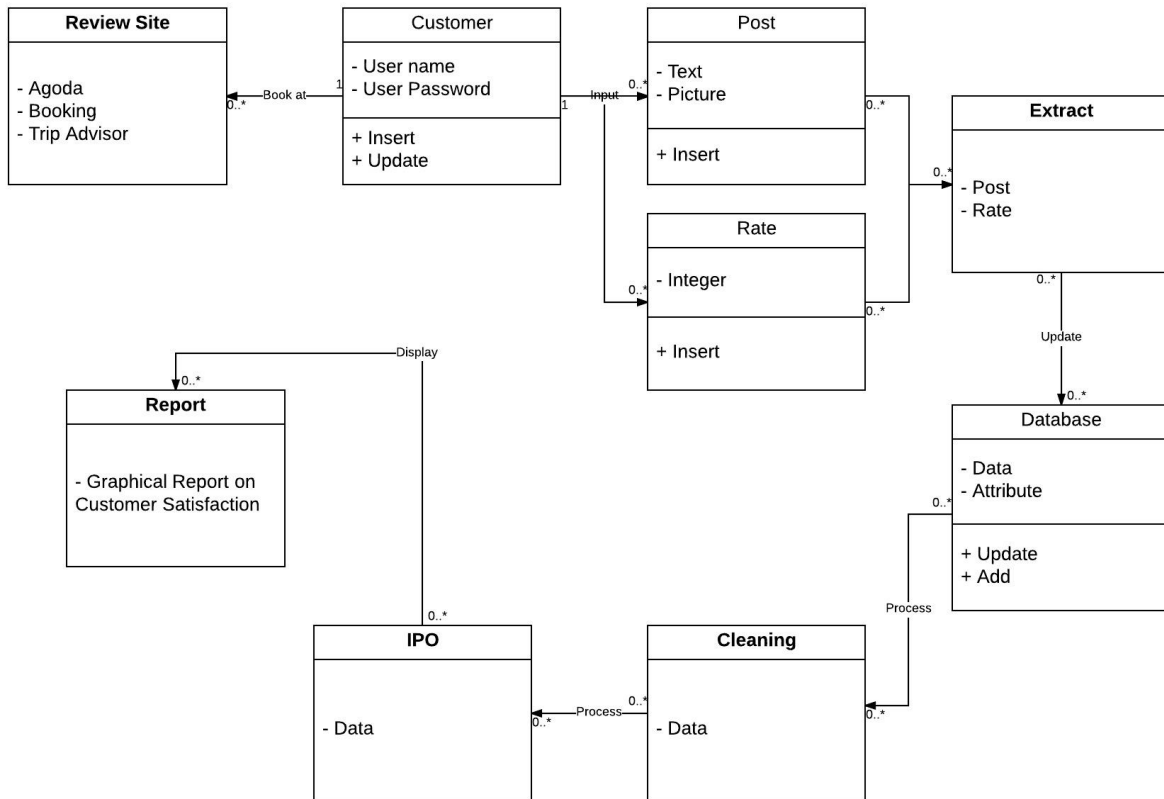 Review Site
- Agoda
- Booking
- Trip Advisor
0..*
Book at
1
Customer
- User name
- User Password
+ Insert
+ Update
1
Input
0..*
0..*
Post
- Text
- Picture
+ Insert
0..*
Rate
- Integer
+ Insert
0..*
0..*
Extract
- Post
- Rate
0..*
Update
0..*
Database
- Data
- Attribute
+ Update
+ Add
0..*
Process
0..*
Cleaning
- Data
0..*
Process
0..*
IPO
- Data
0..*
Display
0..*
Report
- Graphical Report on
Customer Satisfaction